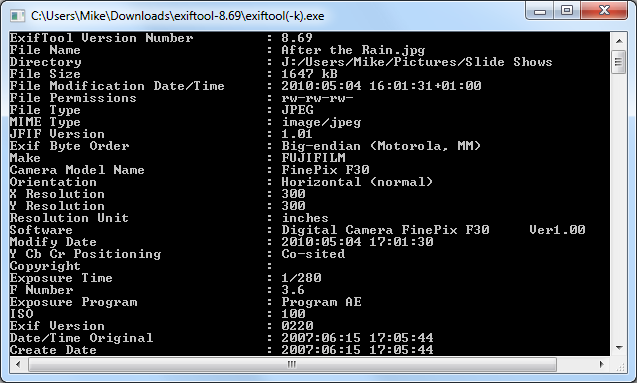 C:\Users\Mike\Downloads\exiftool-8.69\exiftool(-k).exe
ExifTool Version Number         : 8.69
File Name                       : After the Rain.jpg
Directory                       : J:/Users/Mike/Pictures/Slide Shows
File Size                       : 1647 kB
File Modification Date/Time     : 2010:05:04 16:01:31+01:00
File Permissions                : rw-rw-rw-
File Type                       : JPEG
MIME Type                       : image/jpeg
JFIF Version                    : 1.01
Exif Byte Order                 : Big-endian (Motorola, MM)
Make                            : FUJIFILM
Camera Model Name               : FinePix F30
Orientation                     : Horizontal (normal)
X Resolution                    : 300
Y Resolution                    : 300
Resolution Unit                 : inches
Software                        : Digital Camera FinePix F30     Ver1.00
Modify Date                     : 2010:05:04 17:01:30
Y Cb Cr Positioning             : Co-sited
Copyright                       :
Exposure Time                   : 1/280
F Number                        : 3.6
Exposure Program                : Program AE
ISO                             : 100
Exif Version                    : 0220
Date/Time Original              : 2007:06:15 17:05:44
Create Date                     : 2007:06:15 17:05:44